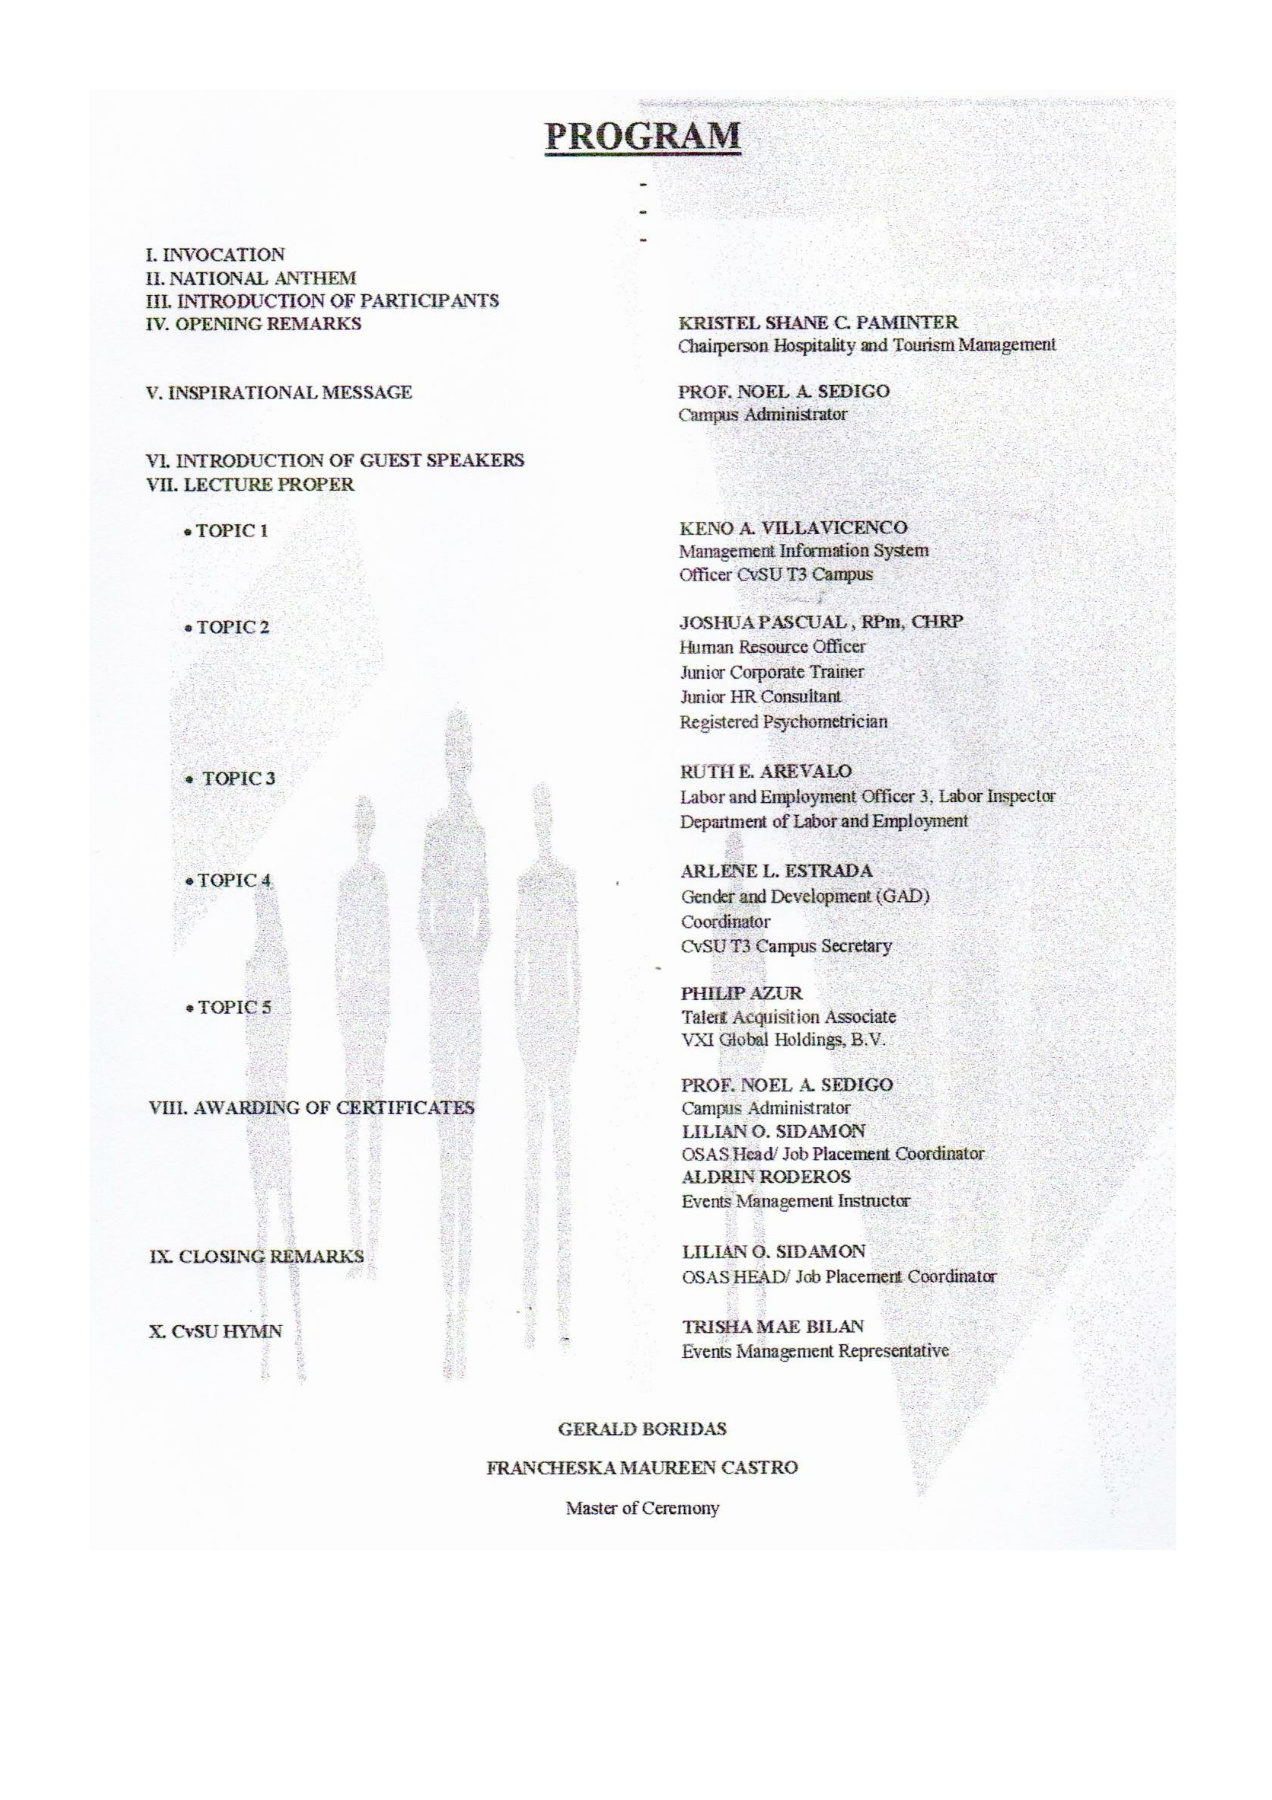 PROGRAM
-
-
-
I. INVOCATION
II. NATIONAL ANTHEM
III. INTRODUCTION OF PARTICIPANTS
IV. OPENING REMARKS
KRISTEL SHANE C. PAMINTER
Chairperson Hospitality and Tourism Management
V. INSPIRATIONAL MESSAGE
PROF. NOEL A. SEDIGO
Campus Administrator
VI. INTRODUCTION OF GUEST SPEAKERS
VII. LECTURE PROPER
• TOPIC 1
KENO A. VILLAVICENCO
Management Information System
Officer CvSU T3 Campus
• TOPIC 2
JOSHUA PASCUAL , RPm, CHRP
Human Resource Officer
Junior Corporate Trainer
Junior HR Consultant
Registered Psychometrician
• TOPIC 3
RUTH E. AREVALO
Labor and Employment Officer 3, Labor Inspector
Department of Labor and Employment
• TOPIC 4
ARLENE L. ESTRADA
Gender and Development (GAD)
Coordinator
CvSU T3 Campus Secretary
• TOPIC 5
PHILIP AZUR
Talent Acquisition Associate
VXI Global Holdings, B.V.
VIII. AWARDING OF CERTIFICATES
PROF. NOEL A. SEDIGO
Campus Administrator
LILIAN O. SIDAMON
OSAS Head/ Job Placement Coordinator
ALDRIN RODEROS
Events Management Instructor
IX. CLOSING REMARKS
LILIAN O. SIDAMON
OSAS HEAD/ Job Placement Coordinator
X. CvSU HYMN
TRISHA MAE BILAN
Events Management Representative
GERALD BORIDAS
FRANCHESKA MAUREEN CASTRO
Master of Ceremony